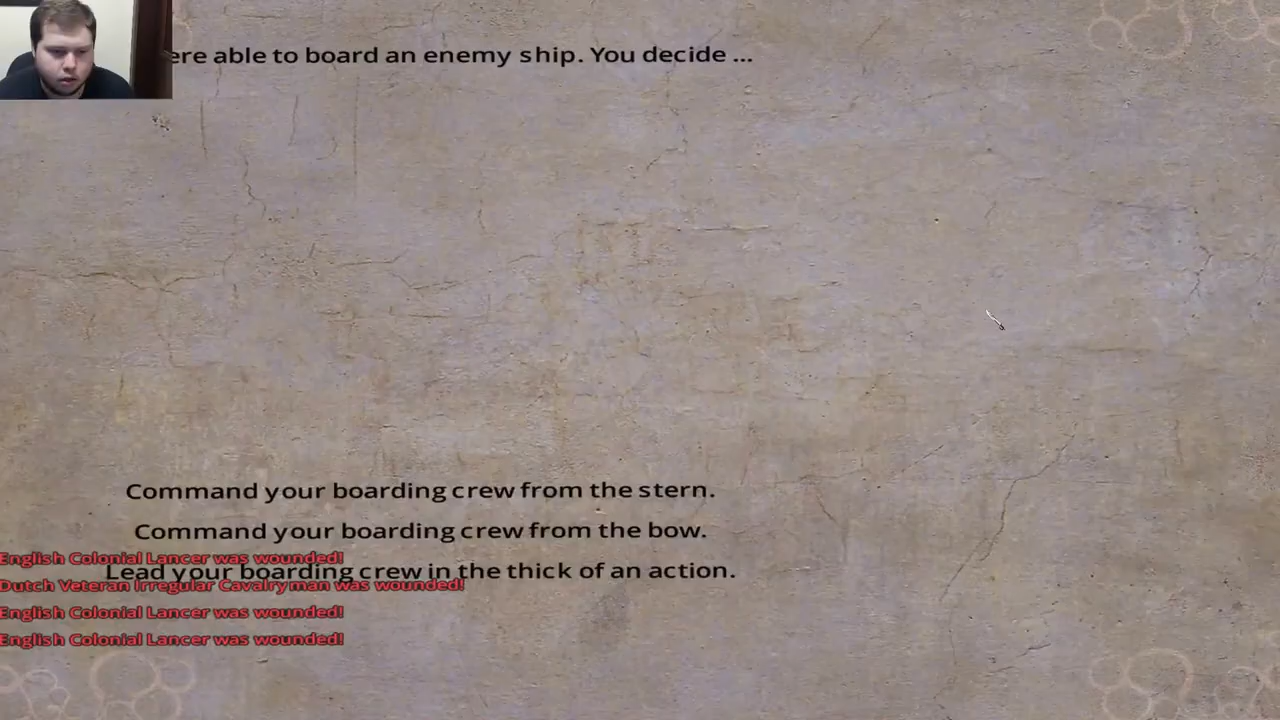 ere able to board an enemy ship. You decide ...
Command your boarding crew from the stern.
Command your boarding crew from the bow.
English Colonial Lancer was wounded!
Lead your boarding crew in the thick of an action.
Dutch Veteran Irregular Cavalryman was wounded!
English Colonial Lancer was wounded!
English Colonial Lancer was wounded!